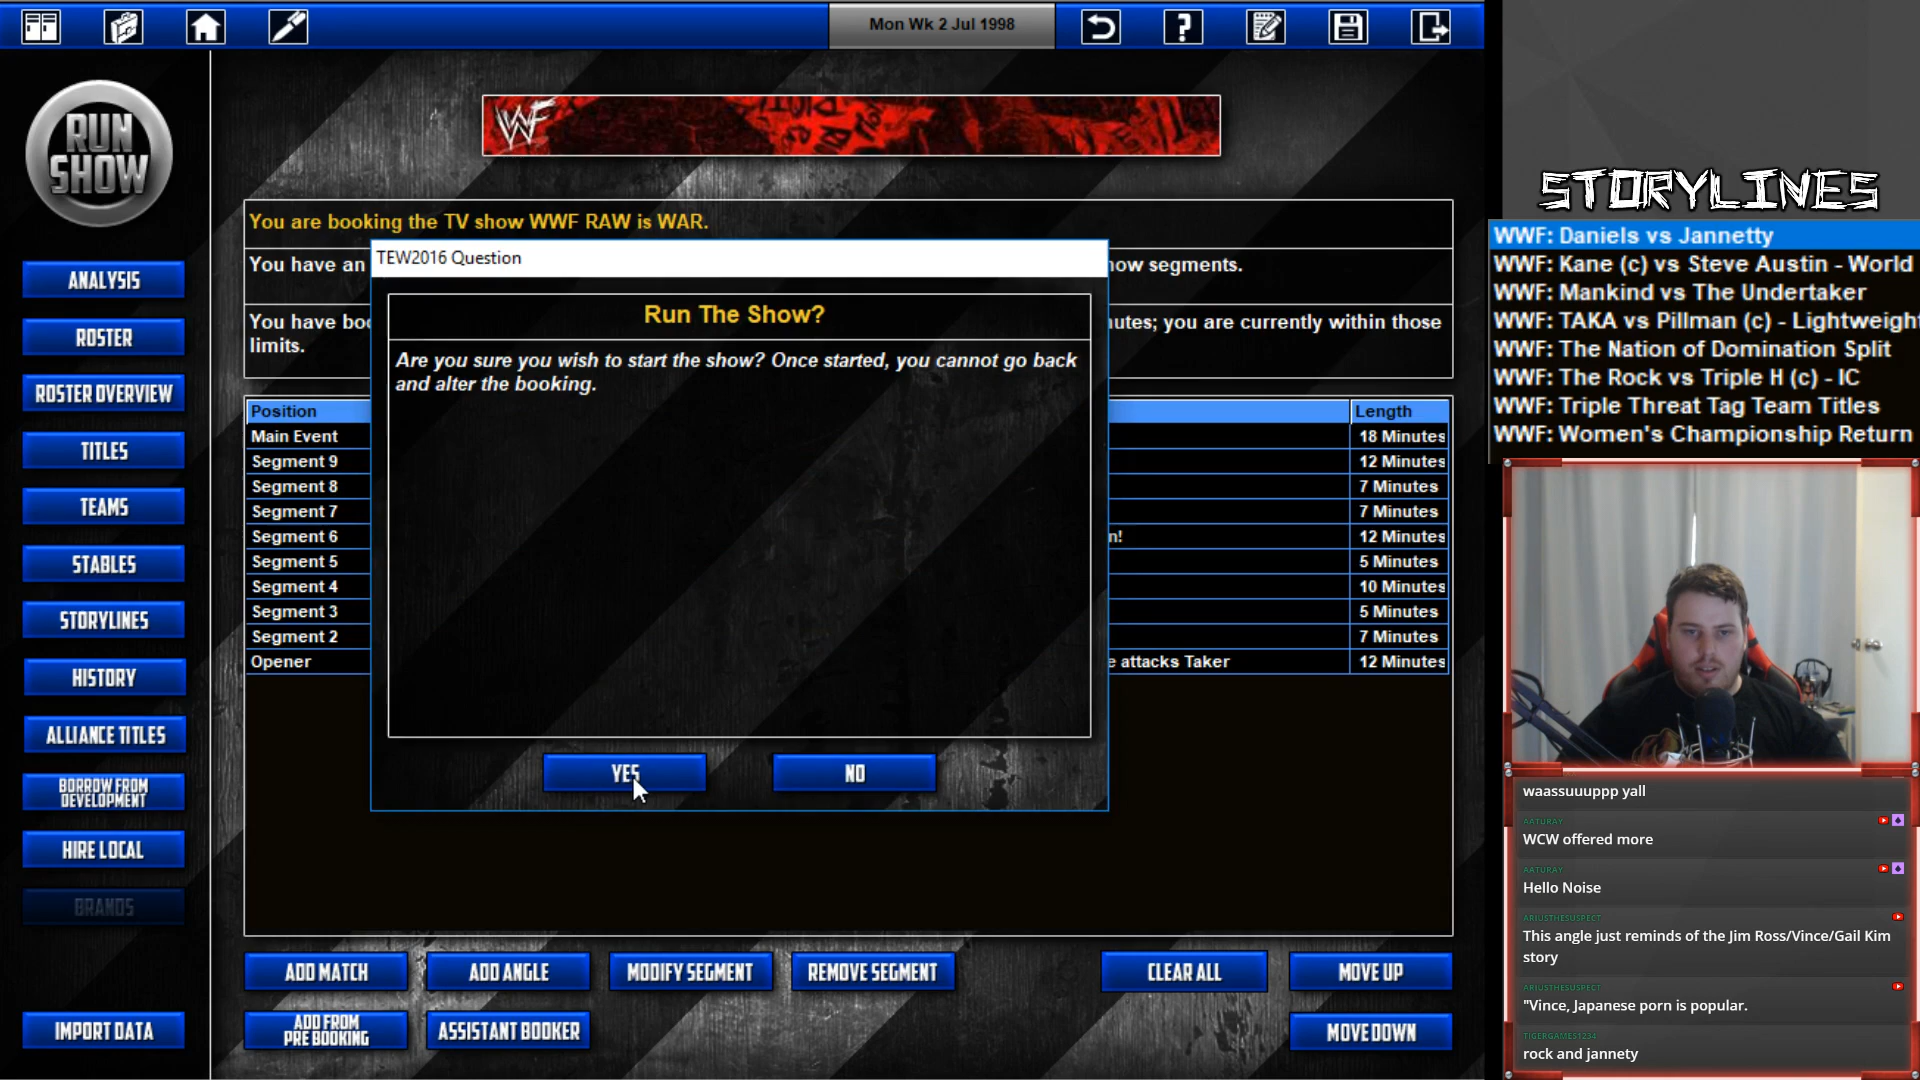 Mon Wk 2 Jul 1998
RUN
SHOW
WF
You are booking the TV show WWF RAW is WAR.
You have an
ow segments.
You have boo
utes; you are currently within those
limits.
TEW2016 Question
Run The Show?
Are you sure you wish to start the show? Once started, you cannot go back
and alter the booking.
YES
NO
Position
Length
Main Event
18 Minutes
Segment 9
12 Minutes
Segment 8
7 Minutes
Segment 7
7 Minutes
Segment 6
n!
12 Minutes
Segment 5
5 Minutes
Segment 4
10 Minutes
Segment 3
5 Minutes
Segment 2
7 Minutes
Opener
e attacks Taker
12 Minutes
ANALYSIS
ROSTER
ROSTER OVERVIEW
TITLES
TEAMS
STABLES
STORYLINES
HISTORY
ALLIANCE TITLES
BORROW FROM
DEVELOPMENT
HIRE LOCAL
BRANDS
IMPORT DATA
ADD MATCH
ADD ANGLE
MODIFY SEGMENT
REMOVE SEGMENT
CLEAR ALL
MOVE UP
ADD FROM
PRE BOOKING
ASSISTANT BOOKER
MOVE DOWN
STORYLINES
WWF: Daniels vs Jannetty
WWF: Kane (c) vs Steve Austin - World
WWF: Mankind vs The Undertaker
WWF: TAKA vs Pillman (c) - Lightweight
WWF: The Nation of Domination Split
WWF: The Rock vs Triple H (c) - IC
WWF: Triple Threat Tag Team Titles
WWF: Women's Championship Return
waassuuuppp yall
AATURAY
WCW offered more
AATURAY
Hello Noise
ARIUSTHESUSPECT
This angle just reminds of the Jim Ross/Vince/Gail Kim
story
ARIUSTHESUSPECT
"Vince, Japanese porn is popular.
TIGERGAMES1234
rock and jannety